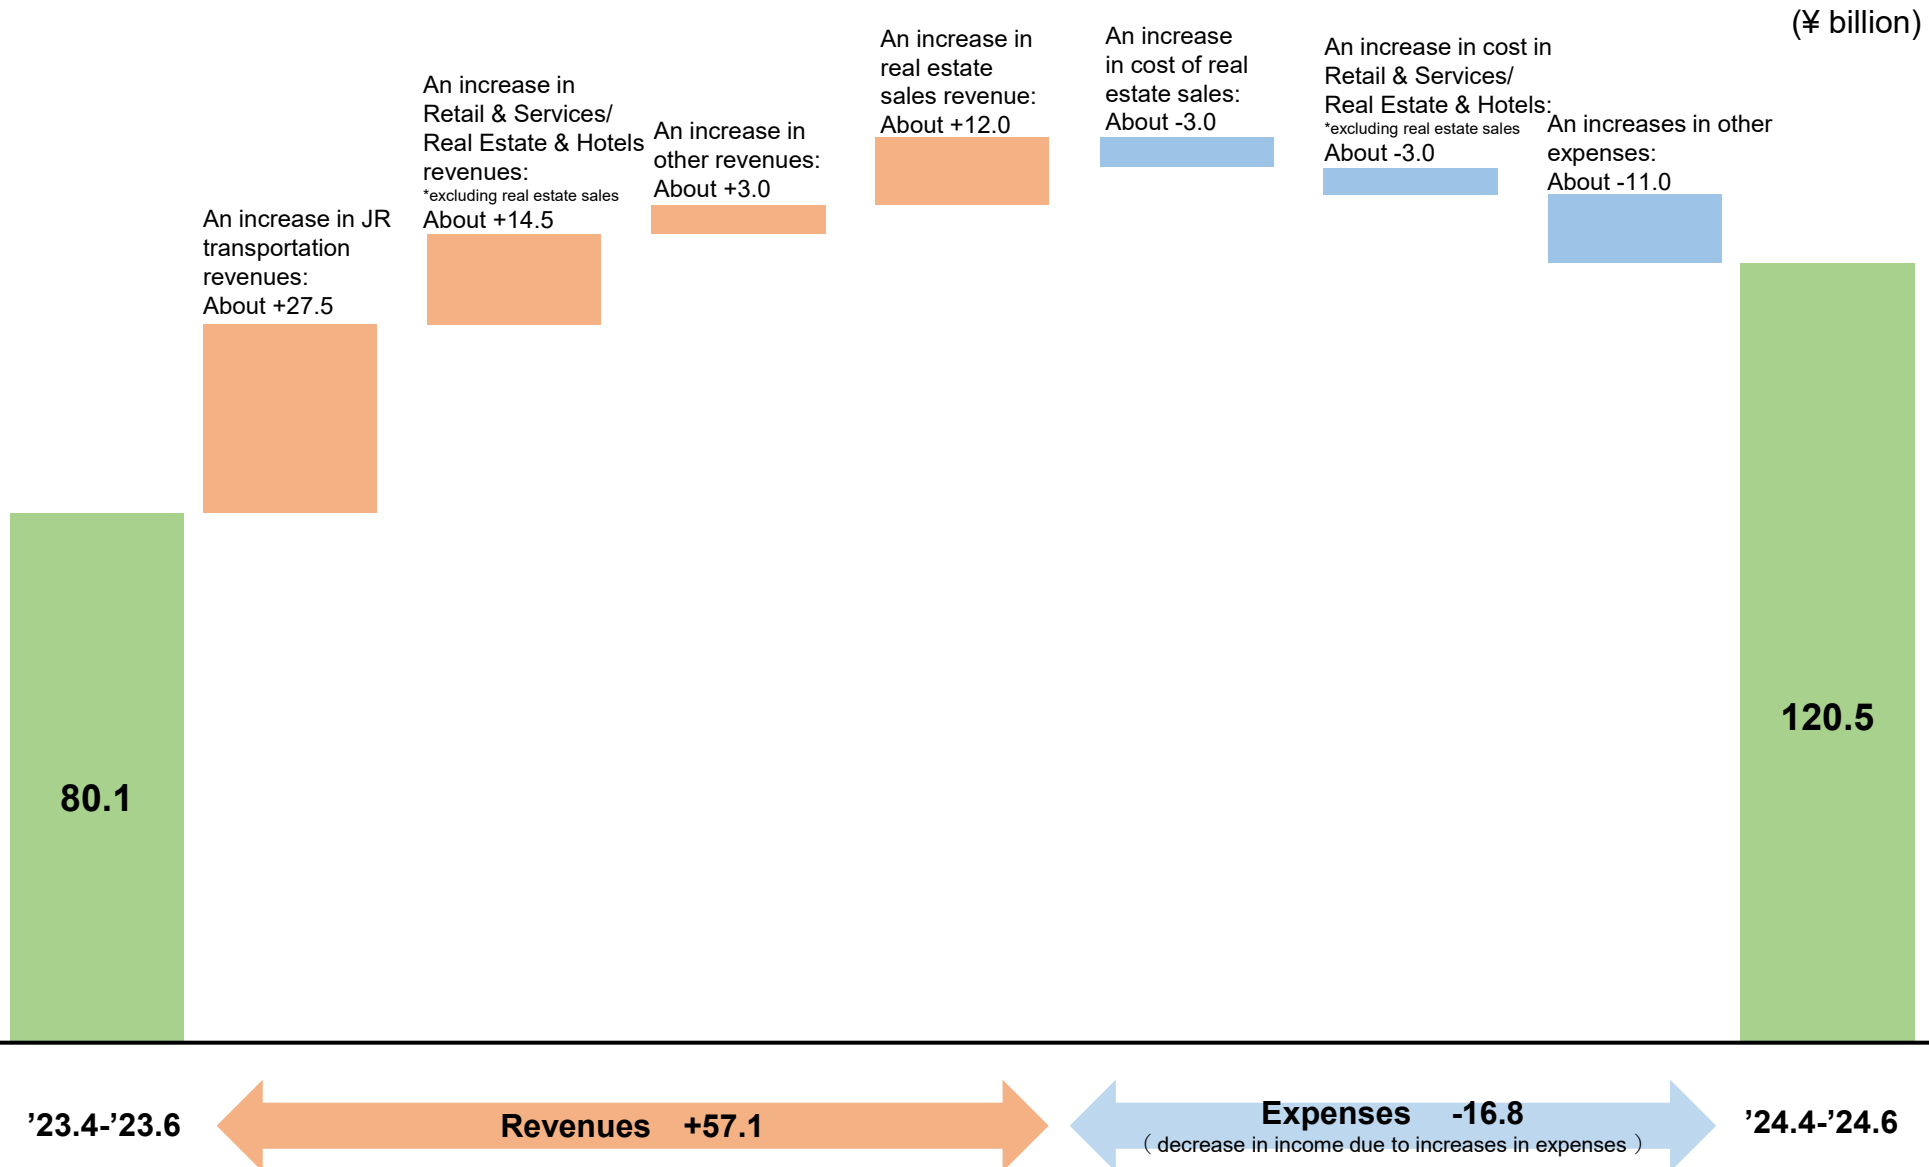 (¥ billion)
An increase in JR
transportation
revenues:
About +27.5
An increase in
Retail & Services/
Real Estate & Hotels
revenues:
*excluding real estate sales
About +14.5
An increase in
other revenues:
About +3.0
An increase in
real estate
sales revenue:
About +12.0
An increase
in cost of real
estate sales:
About -3.0
An increase in cost in
Retail & Services/
Real Estate & Hotels:
*excluding real estate sales
About -3.0
An increases in other
expenses:
About -11.0
80.1
120.5
’23.4-’23.6
Revenues +57.1
Expenses -16.8
（ decrease in income due to increases in expenses ）
’24.4-’24.6